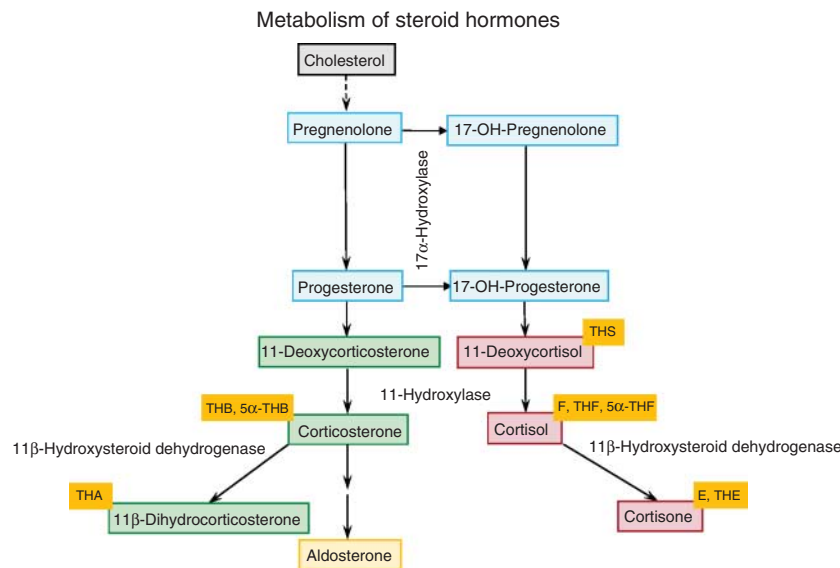 Metabolism of steroid hormones
Cholesterol
Pregnenolone
17-OH-Pregnenolone
17α-Hydroxylase
Progesterone
17-OH-Progesterone
THS
11-Deoxycorticosterone
11-Deoxycortisol
11-Hydroxylase
THB, 5α-THB
F, THF, 5α-THF
Corticosterone
Cortisol
11β-Hydroxysteroid dehydrogenase
11β-Hydroxysteroid dehydrogenase
THA
E, THE
11β-Dihydrocorticosterone
Cortisone
Aldosterone